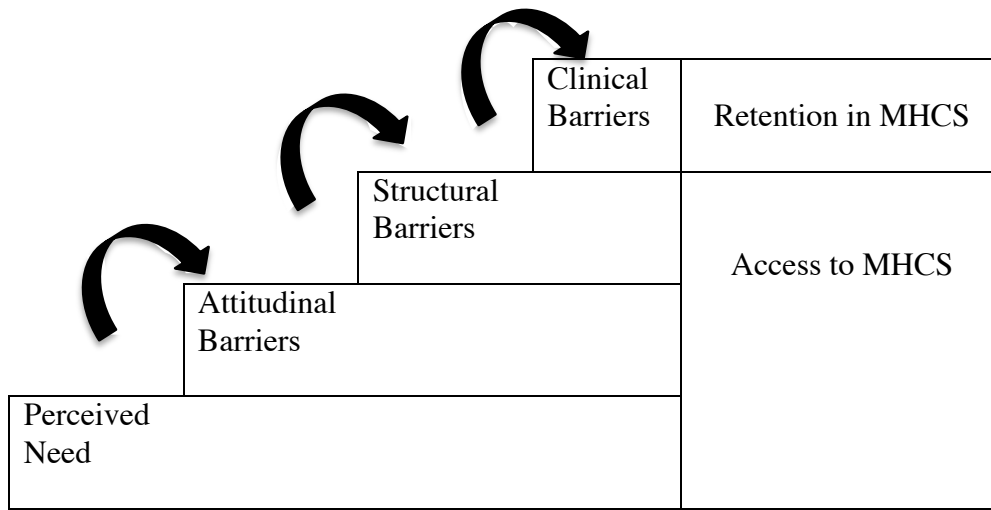 Clinical
Barriers
Retention in MHCS
Structural
Barriers
Access to MHCS
Attitudinal
Barriers
Perceived
Need